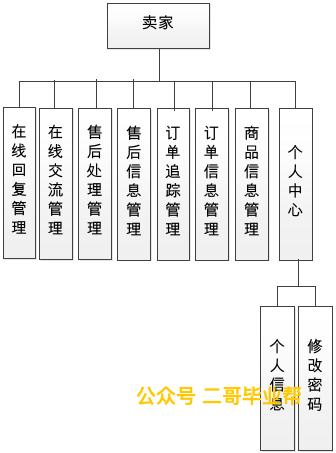 卖家
在线回复管理
在线交流管理
售后处理管理
售后信息管理
订单追踪管理
订单信息管理
商品信息管理
个人中心
个人信息
修改密码
公众号 二哥毕业帮